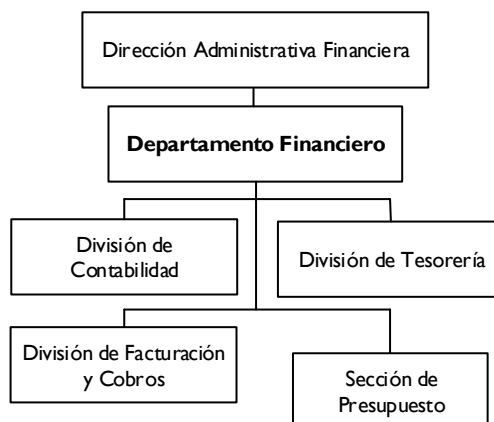 Dirección Administrativa Financiera
Departamento Financiero
División de
Contabilidad
División de Tesorería
División de Facturación
y Cobros
Sección de
Presupuesto